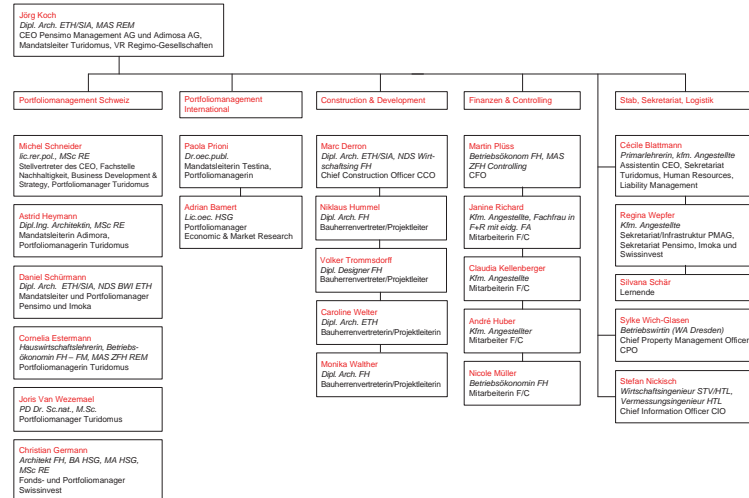 Jörg Koch
Dipl. Arch. ETH/SIA, MAS REM
CEO Pensimo Management AG und Adimosa AG,
Mandatsleiter Turidomus, VR Regimo-Gesellschaften
Portfoliomanagement Schweiz
Michel Schneider
lic.rer.pol., MSc RE
Stellvertreter des CEO, Fachstelle
Nachhaltigkeit, Business Development &
Strategy, Portfoliomanager Turidomus
Astrid Heymann
Dipl.Ing. Architektin, MSc RE
Mandatsleiterin Adimora,
Portfoliomanagerin Turidomus
Daniel Schürmann
Dipl. Arch. ETH/SIA, NDS BWI ETH
Mandatsleiter und Portfoliomanager
Pensimo und Imoka
Cornelia Estermann
Hauswirtschaftslehrerin, Betriebs-
ökonomin FH – FM, MAS ZFH REM
Portfoliomanagerin Turidomus
Joris Van Wezemael
PD Dr. Sc.nat., M.Sc.
Portfoliomanager Turidomus
Christian Germann
Architekt FH, BA HSG, MA HSG,
MSc RE
Fonds- und Portfoliomanager
Swissinvest
Portfoliomanagement
International
Paola Prioni
Dr.oec.publ.
Mandatsleiterin Testina,
Portfoliomanagerin
Adrian Bamert
Lic.oec. HSG
Portfoliomanager
Economic & Market Research
Construction & Development
Marc Derron
Dipl. Arch. ETH/SIA, NDS Wirt-
schaftsing FH
Chief Construction Officer CCO
Niklaus Hummel
Dipl. Arch. FH
Bauherrenvertreter/Projektleiter
Volker Trommsdorff
Dipl. Designer FH
Bauherrenvertreter/Projektleiter
Caroline Welter
Dipl. Arch. ETH
Bauherrenvertreterin/Projektleiterin
Monika Walther
Dipl. Arch. FH
Bauherrenvertreterin/Projektleiterin
Finanzen & Controlling
Martin Plüss
Betriebsökonom FH, MAS
ZFH Controlling
CFO
Janine Richard
Kfm. Angestellte, Fachfrau in
F+R mit eidg. FA
Mitarbeiterin F/C
Claudia Kellenberger
Kfm. Angestellte
Mitarbeiterin F/C
André Huber
Kfm. Angestellter
Mitarbeiter F/C
Nicole Müller
Betriebsökonomin FH
Mitarbeiterin F/C
Stab, Sekretariat, Logistik
Cécile Blattmann
Primarlehrerin, kfm. Angestellte
Assistentin CEO, Sekretariat
Turidomus, Human Resources,
Liability Management
Regina Wepfer
Kfm. Angestellte
Sekretariat/Infrastruktur PMAG,
Sekretariat Pensimo, Imoka und
Swissinvest
Silvana Schär
Lernende
Sylke Wich-Glasen
Betriebswirtin (WA Dresden)
Chief Property Management Officer
CPO
Stefan Nickisch
Wirtschaftsingenieur STV/HTL,
Vermessungsingenieur HTL
Chief Information Officer CIO